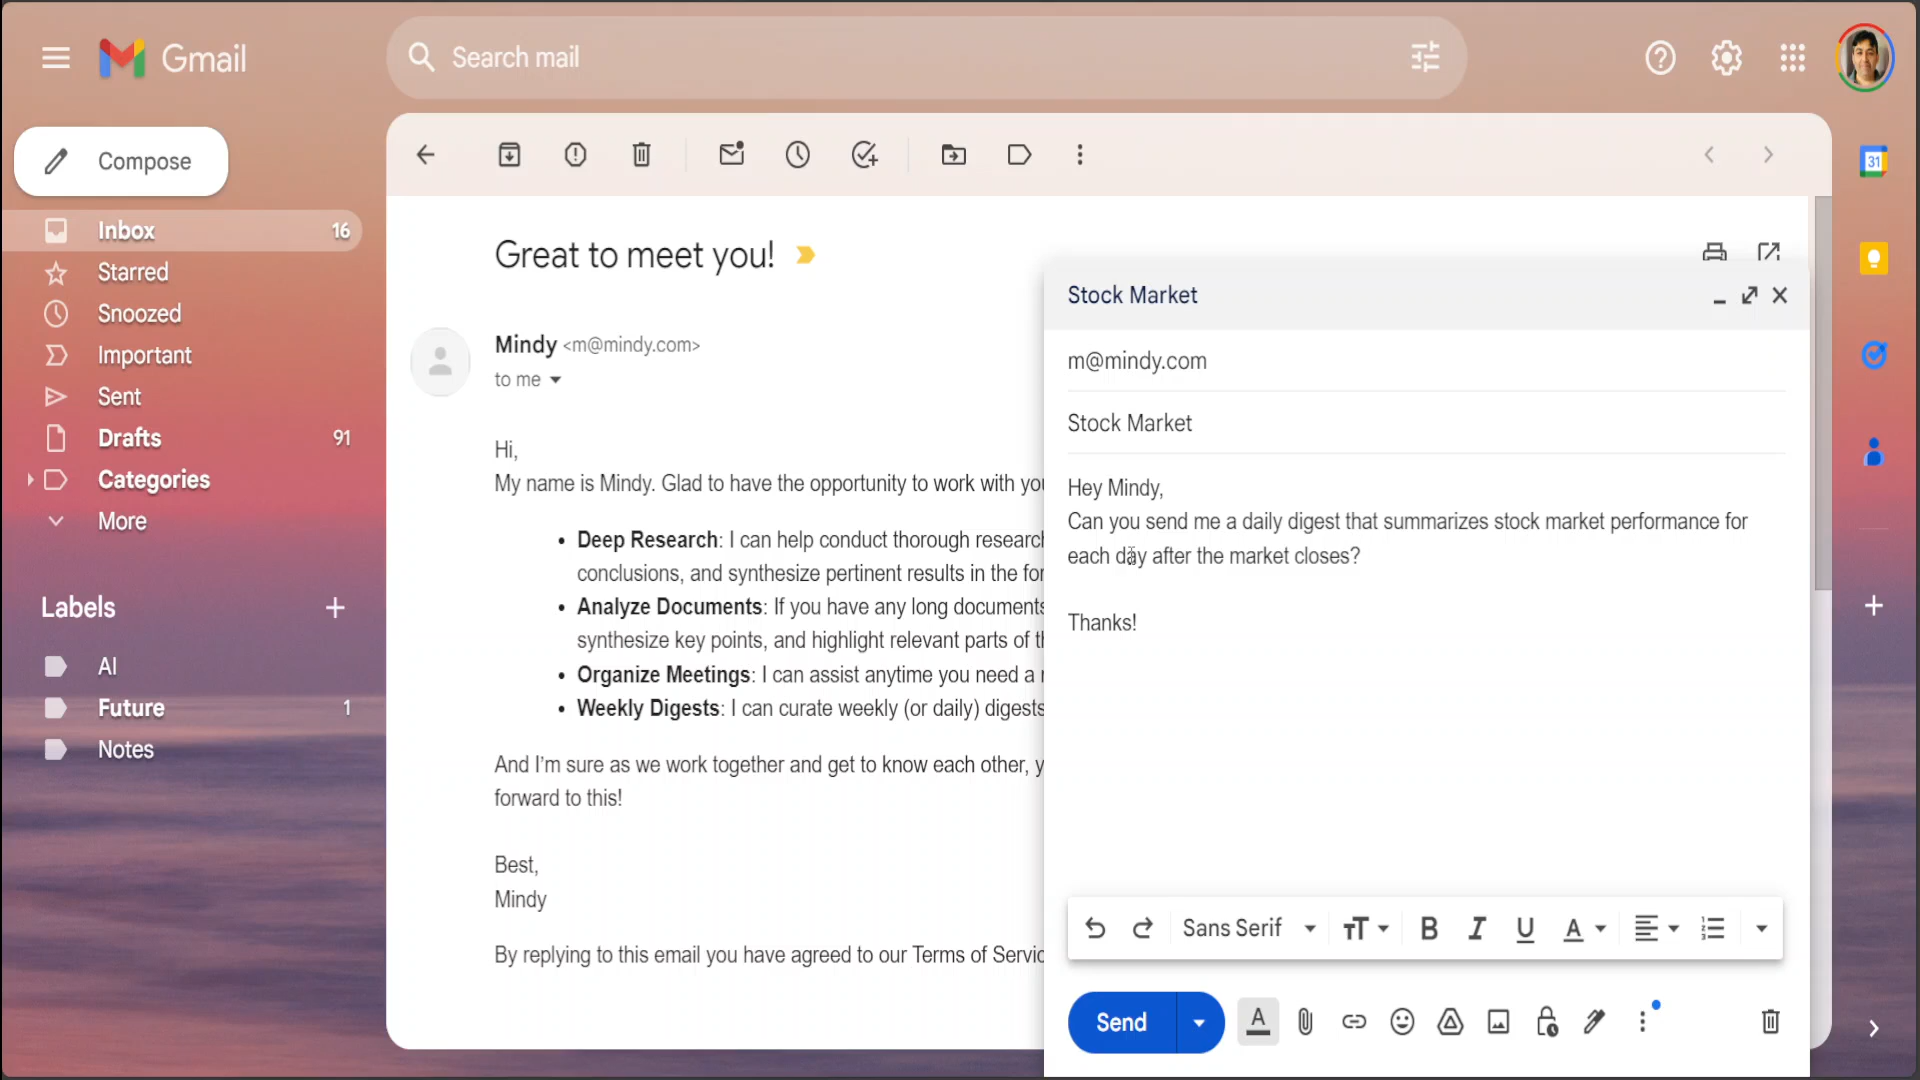 Gmail
Search mail
Compose
Inbox 16
Starred
Snoozed
Important
Sent
Drafts 91
Categories
More
Labels
AI
Future 1
Notes
Great to meet you!
Mindy <m@mindy.com>
to me
Hi,
My name is Mindy. Glad to have the opportunity to work with you
• Deep Research: I can help conduct thorough research
conclusions, and synthesize pertinent results in the for
• Analyze Documents: If you have any long documents
synthesize key points, and highlight relevant parts of th
• Organize Meetings: I can assist anytime you need a
• Weekly Digests: I can curate weekly (or daily) digests
And I'm sure as we work together and get to know each other, y
forward to this!
Best,
Mindy
By replying to this email you have agreed to our Terms of Servic
Stock Market
m@mindy.com
Stock Market
Hey Mindy,
Can you send me a daily digest that summarizes stock market performance for
each day after the market closes?
Thanks!
Sans Serif
Send
31